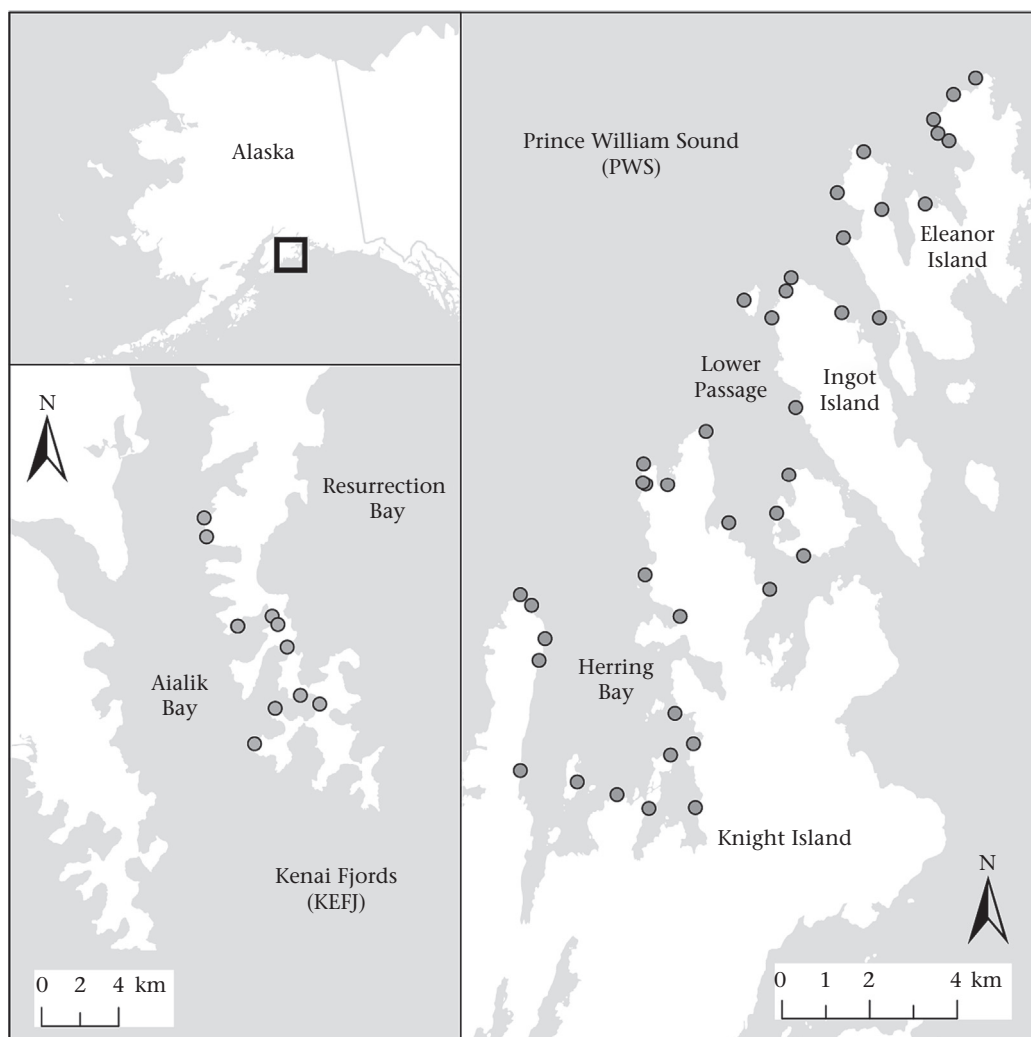 Alaska
N
Resurrection
Bay
Aialik
Bay
Kenai Fjords
(KEFJ)
0 2 4 km
Prince William Sound
(PWS)
Eleanor
Island
Lower
Passage
Ingot
Island
Herring
Bay
Knight Island
N
0 1 2 4 km